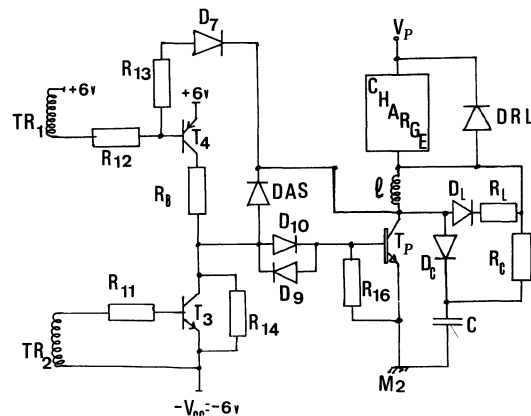 D7
VP
R13
+6v
+6v
CHARGE
DRL
TR1
R12
T4
RB
DAS
ℓ
DL
RL
D10
TP
DC
RC
D9
R11
T3
R14
R16
C
TR2
M2
-Vcc=-6v